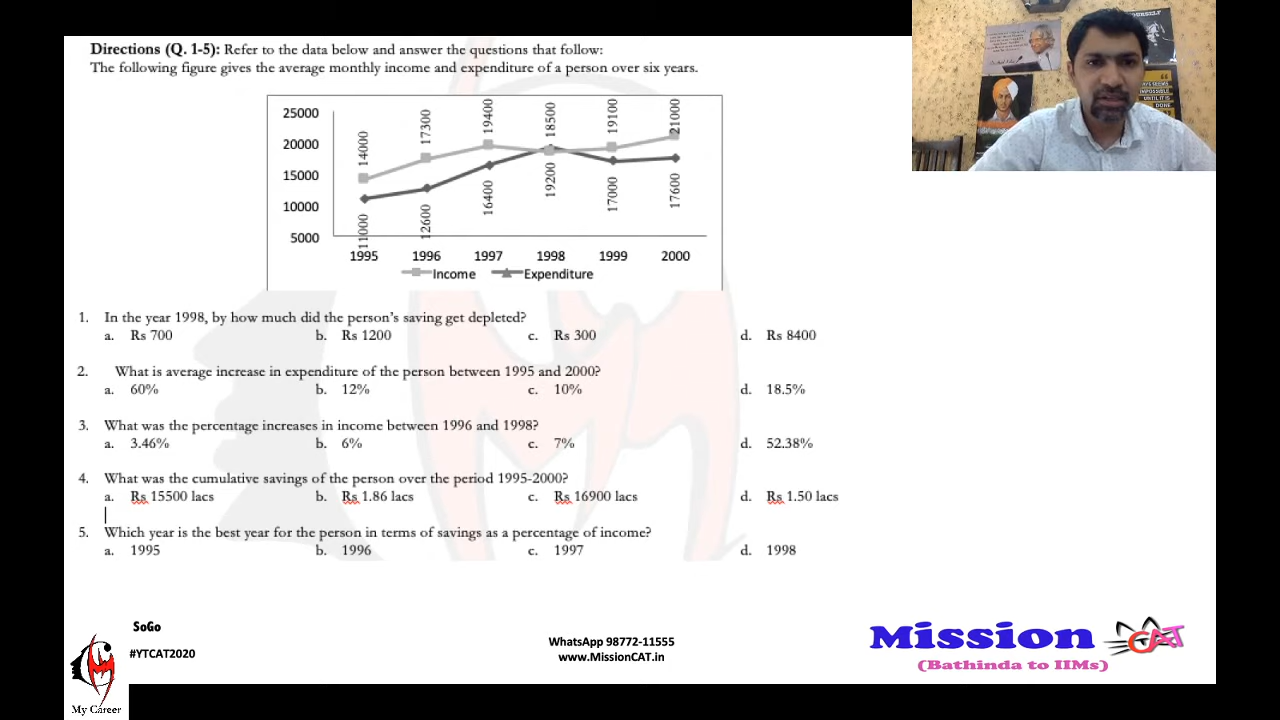 Directions (Q. 1-5): Refer to the data below and answer the questions that follow:
The following figure gives the average monthly income and expenditure of a person over six years.
25000
20000
15000
10000
5000
14000
17300
19400
18500
19100
21000
11000
12600
16400
19200
17000
17600
1995 1996 1997 1998 1999 2000
Income Expenditure
1. In the year 1998, by how much did the person's saving get depleted?
a. Rs 700 b. Rs 1200 c. Rs 300 d. Rs 8400
2. What is average increase in expenditure of the person between 1995 and 2000?
a. 60% b. 12% c. 10% d. 18.5%
3. What was the percentage increases in income between 1996 and 1998?
a. 3.46% b. 6% c. 7% d. 52.38%
4. What was the cumulative savings of the person over the period 1995-2000?
a. Rs 15500 lacs b. Rs 1.86 lacs c. Rs 16900 lacs d. Rs 1.50 lacs
5. Which year is the best year for the person in terms of savings as a percentage of income?
a. 1995 b. 1996 c. 1997 d. 1998
SoGo
#YTCAT2020
My Career
WhatsApp 98772-11555
www.MissionCAT.in
Mission CAT
(Bathinda to IIMs)
IMPOSSIBLE
UNTIL IT IS
DONE